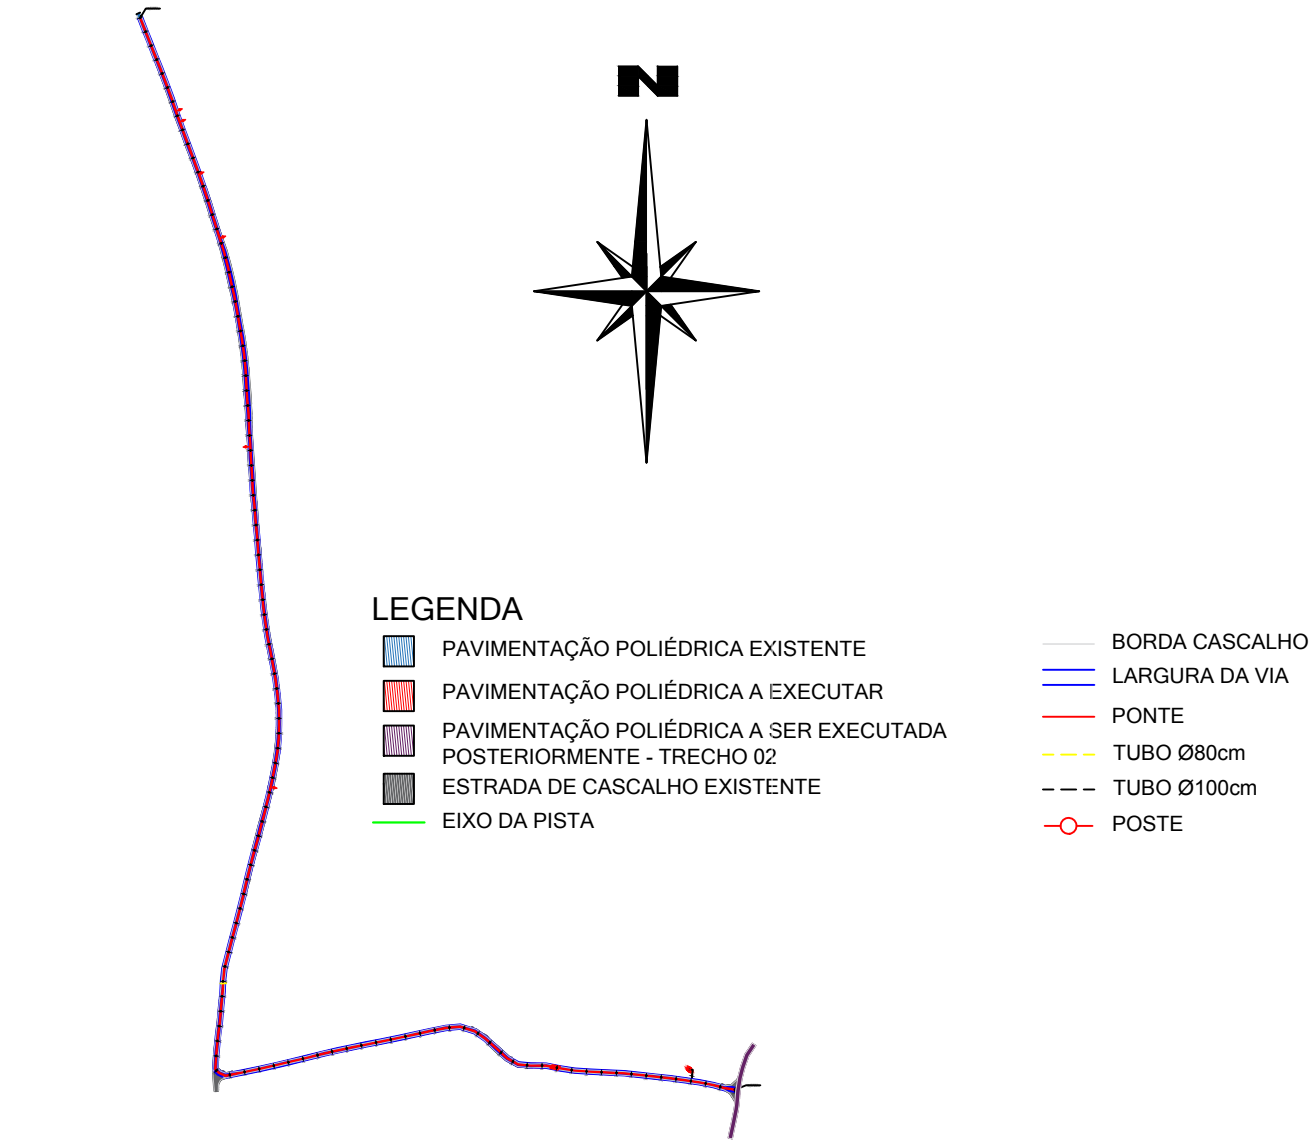 N
LEGENDA
PAVIMENTAÇÃO POLIÉDRICA EXISTENTE
PAVIMENTAÇÃO POLIÉDRICA A EXECUTAR
PAVIMENTAÇÃO POLIÉDRICA A SER EXECUTADA
POSTERIORMENTE - TRECHO 02
ESTRADA DE CASCALHO EXISTENTE
EIXO DA PISTA
BORDA CASCALHO
LARGURA DA VIA
PONTE
TUBO Ø80cm
TUBO Ø100cm
POSTE